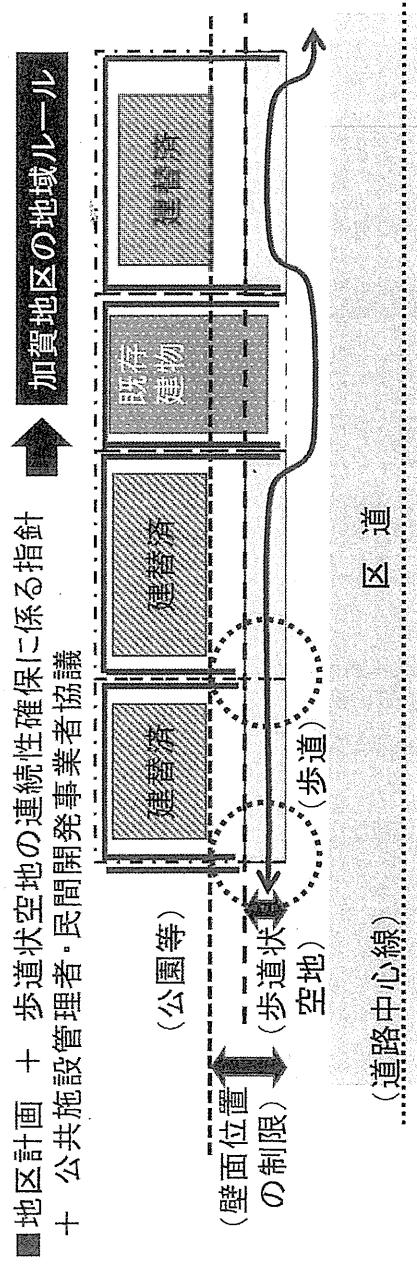 ■地区計画 ＋ 歩道状空地の連続性確保に係る指針
＋ 公共施設管理者・民間開発事業者協議
加賀地区の地域ルール
(公園等)
建替済
建替済
既存
建物
建替済
(壁面位置
の制限)
(歩道状
空地)
(歩道)
区 道
(道路中心線)